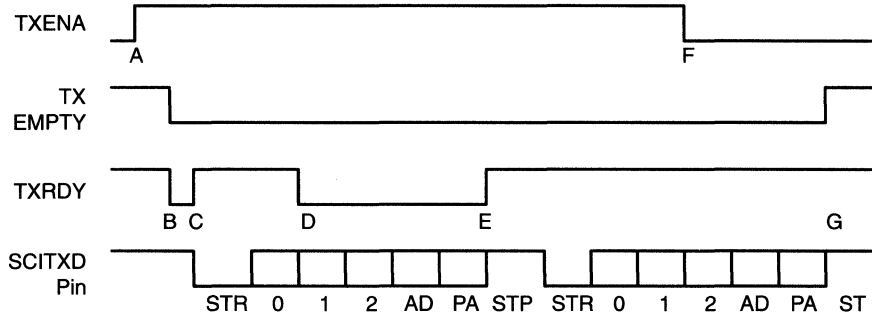 TXENA
A F
TX
EMPTY
TXRDY
B C D E G
SCITXD
Pin
STR 0 1 2 AD PA STP STR 0 1 2 AD PA ST